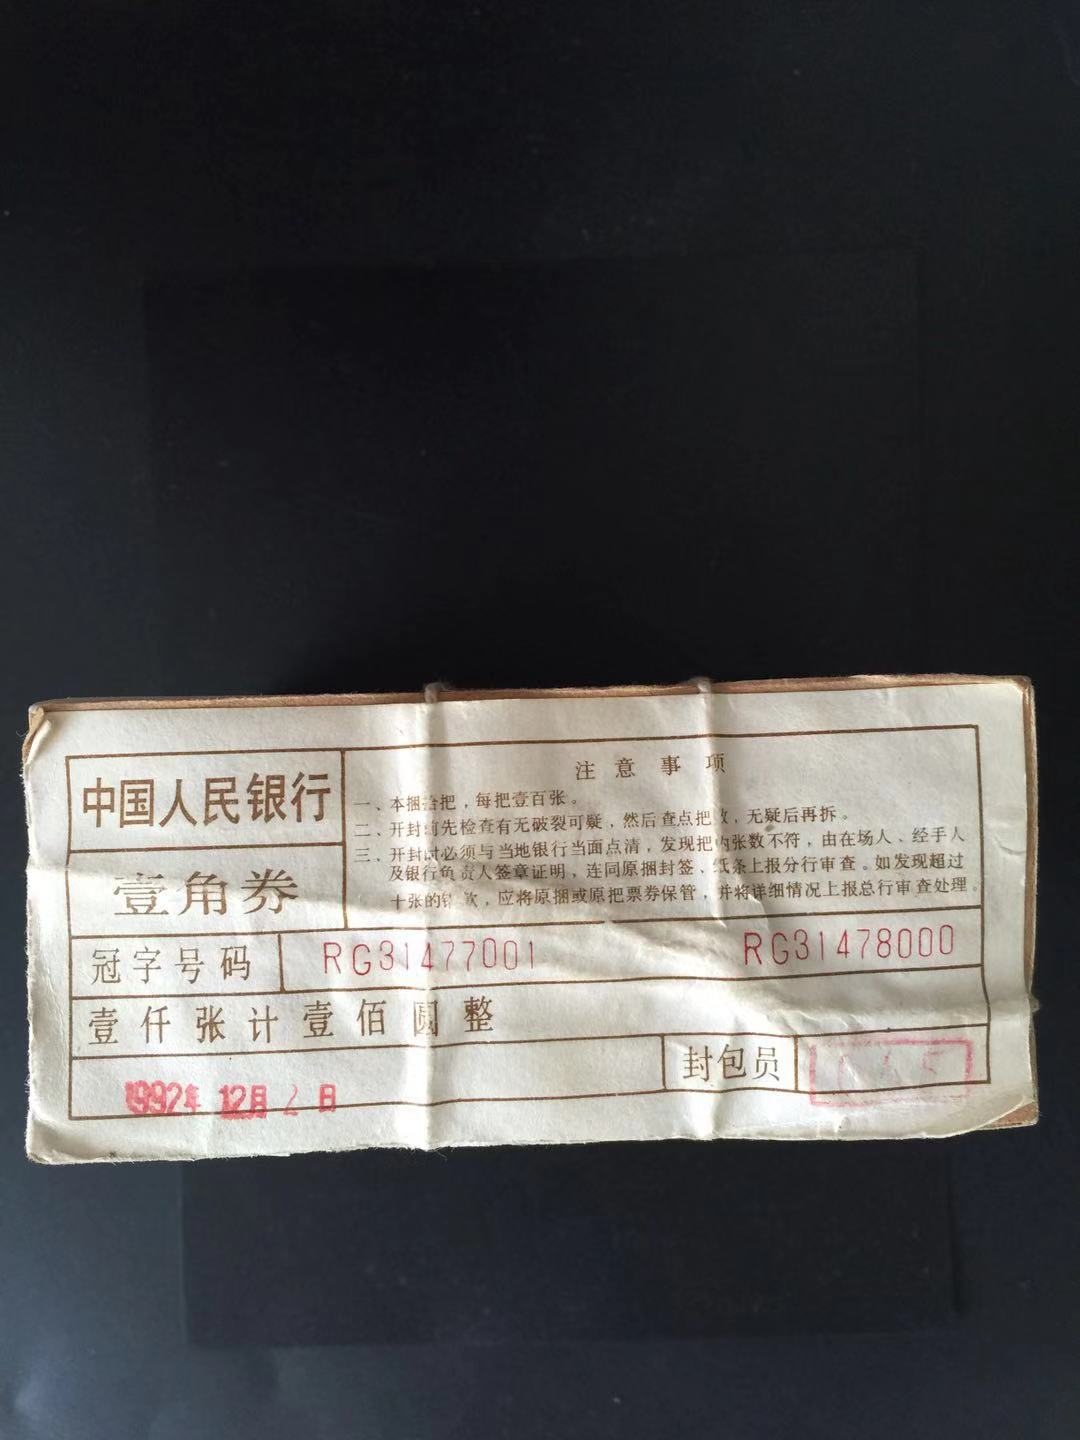 中国人民银行
壹角券
注意事项
一、本捆拾把，每把壹百张。
二、开封前先检查有无破裂可疑，然后查点把数，无疑后再拆。
三、开封时必须与当地银行当面点清，发现把内张数不符，由在场人、经手人
及银行负责人签章证明，连同原捆封签、纸条上报分行审查。如发现超过
十张的错款，应将原捆或原把票券保管，并将详细情况上报总行审查处理。
冠字号码 RG31477001 RG31478000
壹仟张计壹佰圆整
1992年 12月 2日
封包员